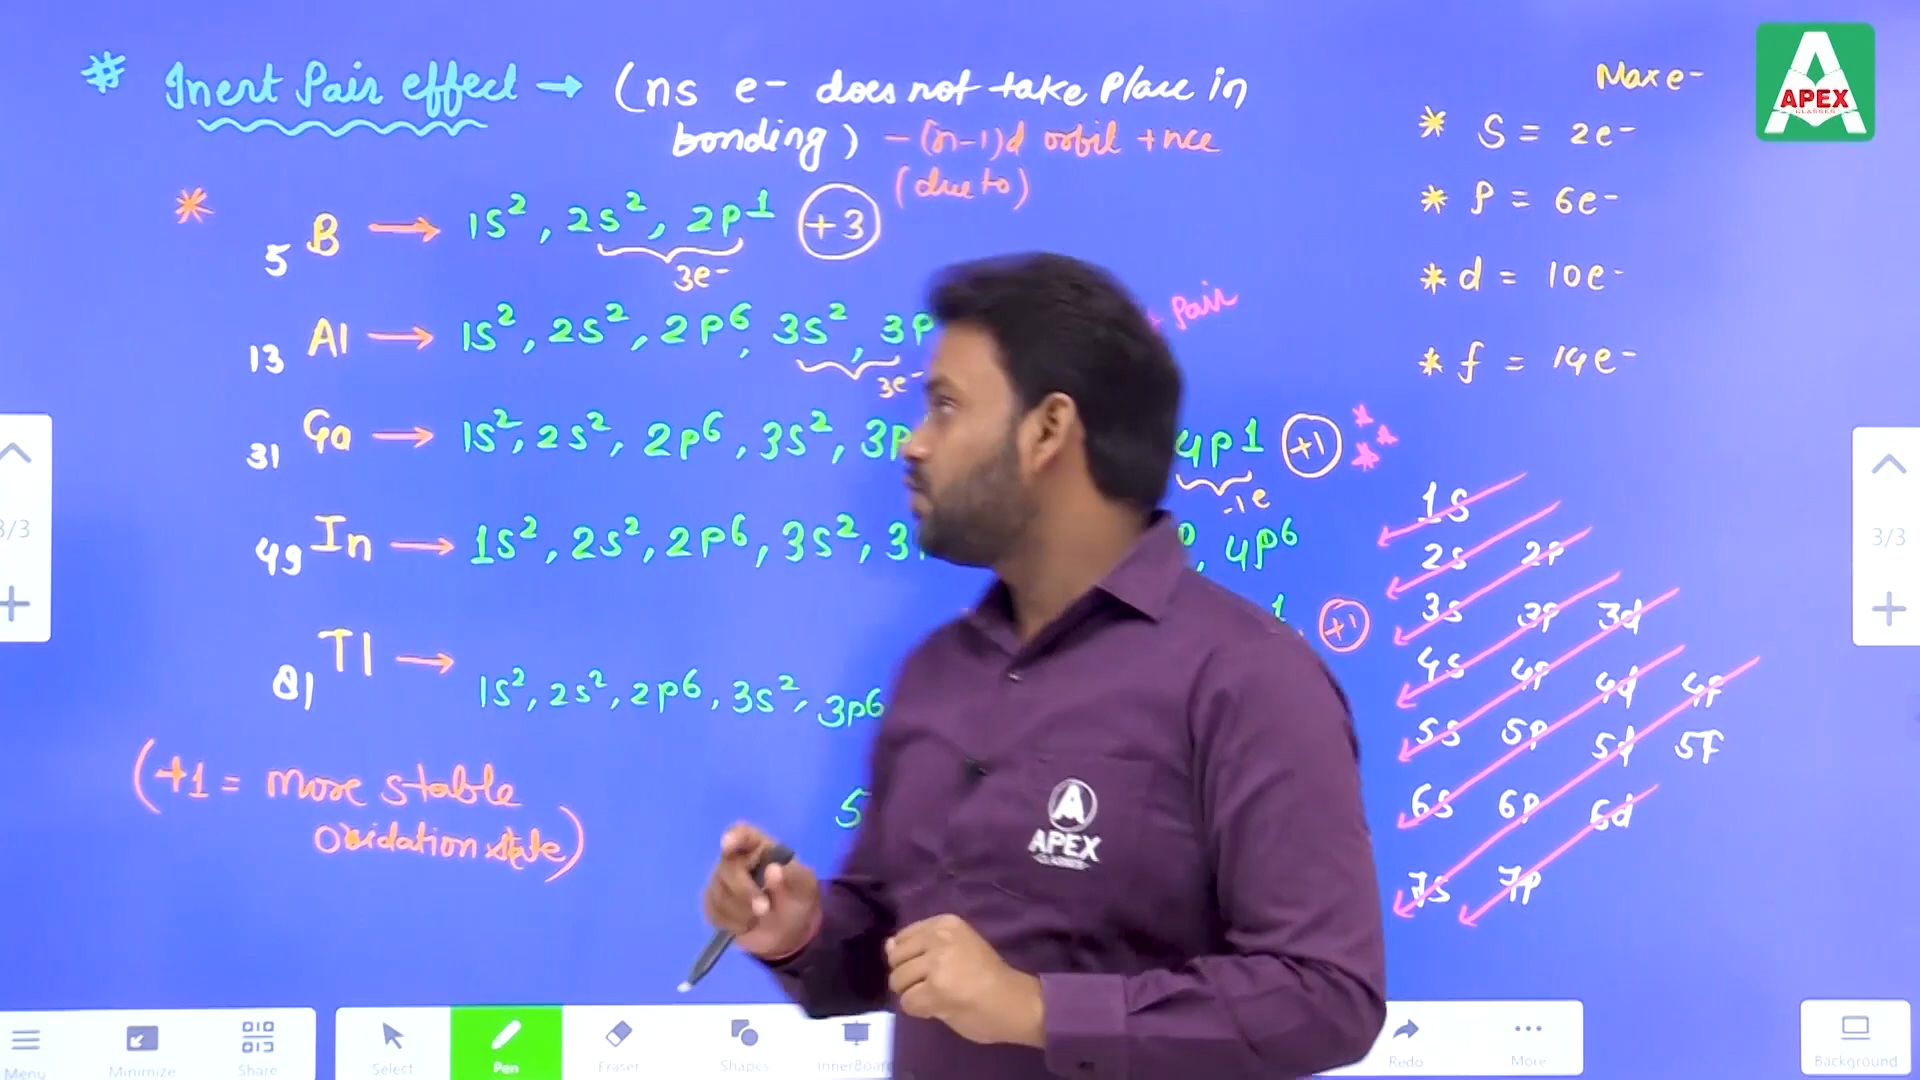 # Inert Pair effect → (ns e- does not take Place in
bonding) - (n-1)d orbil +nce
(due to)
* 5 B → 1s², 2s², 2p1 +3
3e-
13 Al → 1s², 2s², 2p6, 3s², 3p
3e-
Pair
31 Ga → 1s², 2s², 2p6, 3s², 3p 4p1 +1
-1e
49 In → 1s², 2s², 2p6, 3s², 3 , 4p6
1 +1
81 Tl → 1s², 2s², 2p6, 3s², 3p6
5
(+1 = more stable
Oxidation state)
Max e-
* S = 2e-
* P = 6e-
* d = 10e-
* f = 14e-
1s
2s 2p
3s 3p 3d
4s 4p 4d 4f
5s 5p 5d 5f
6s 6p 6d
7s 7p
APEX
CLASSES
APEX
CLASSES
3/3
3/3
Menu Minimize Share Select Pen Eraser Shapes InnerBoar Redo More Background